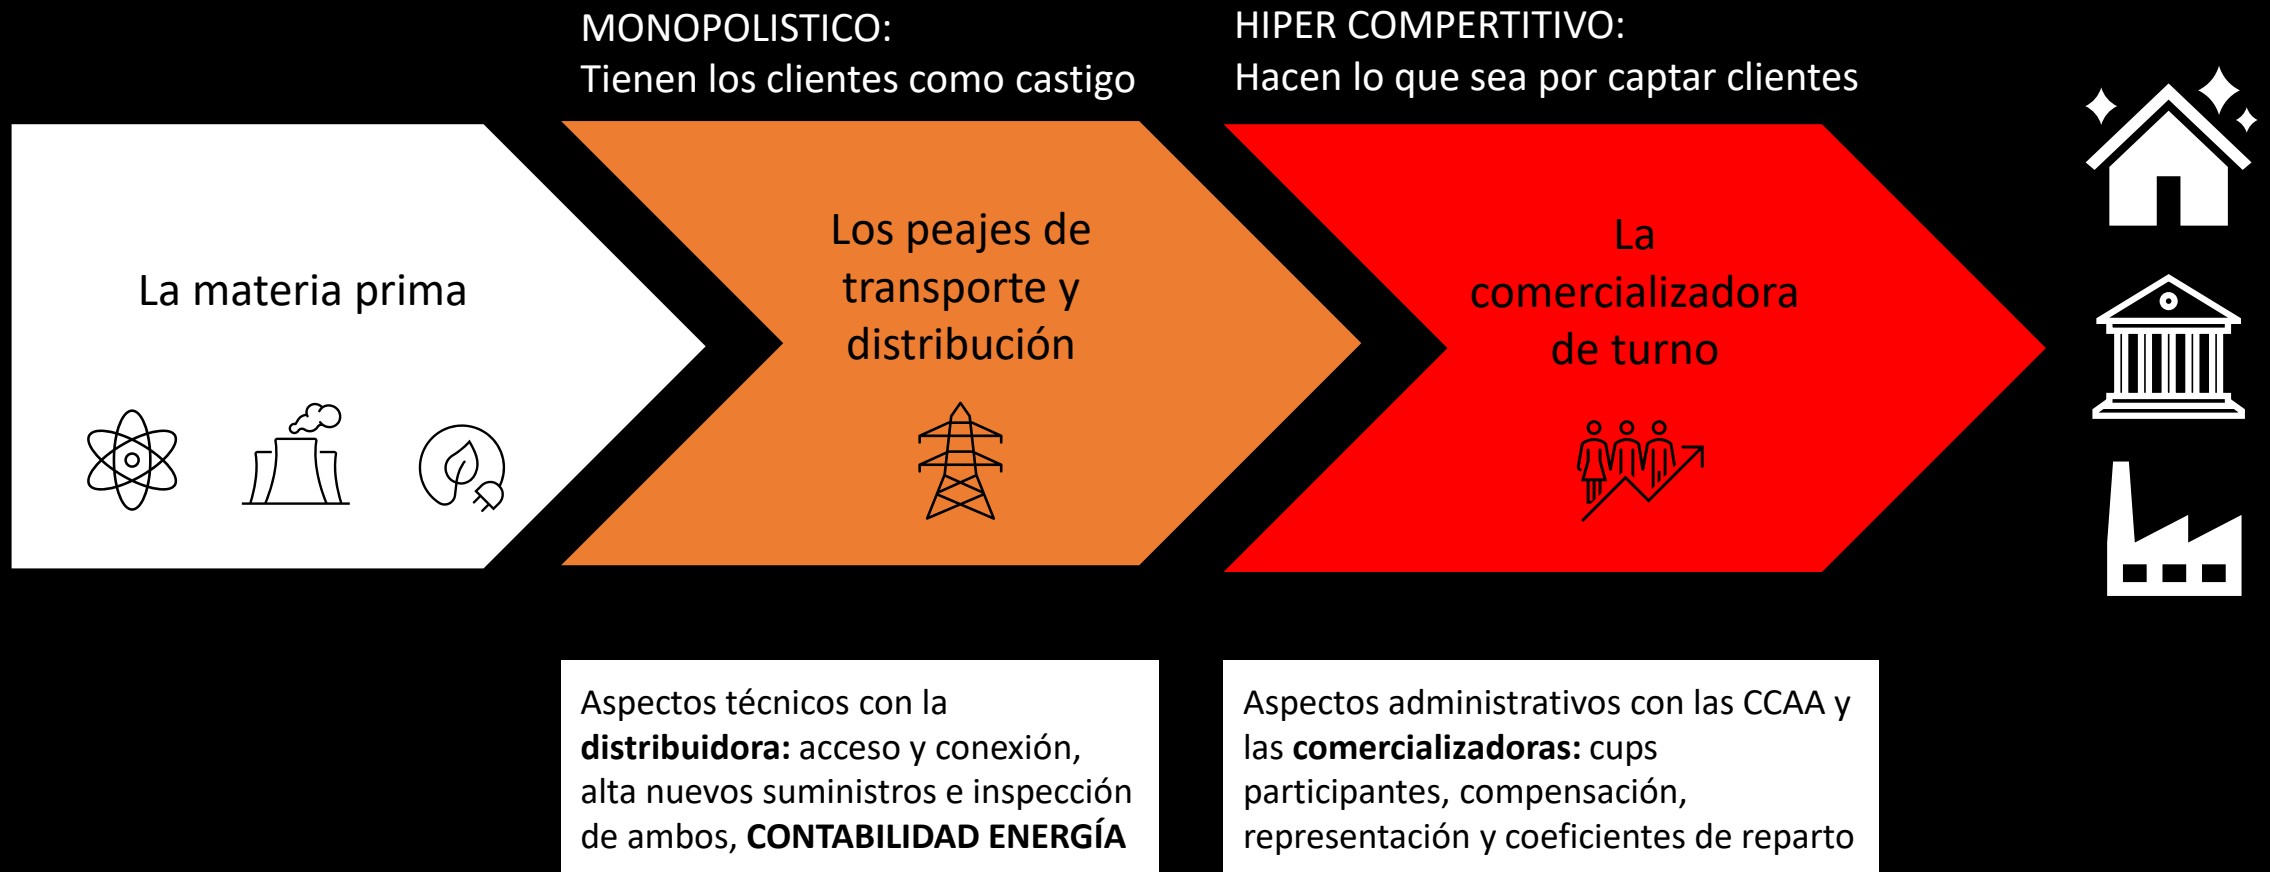 MONOPOLISTICO:
Tienen los clientes como castigo
HIPER COMPERTITIVO:
Hacen lo que sea por captar clientes
La materia prima
Los peajes de
transporte y
distribución
La
comercializadora
de turno
Aspectos técnicos con la
distribuidora: acceso y conexión,
alta nuevos suministros e inspección
de ambos, CONTABILIDAD ENERGÍA
Aspectos administrativos con las CCAA y
las comercializadoras: cups
participantes, compensación,
representación y coeficientes de reparto